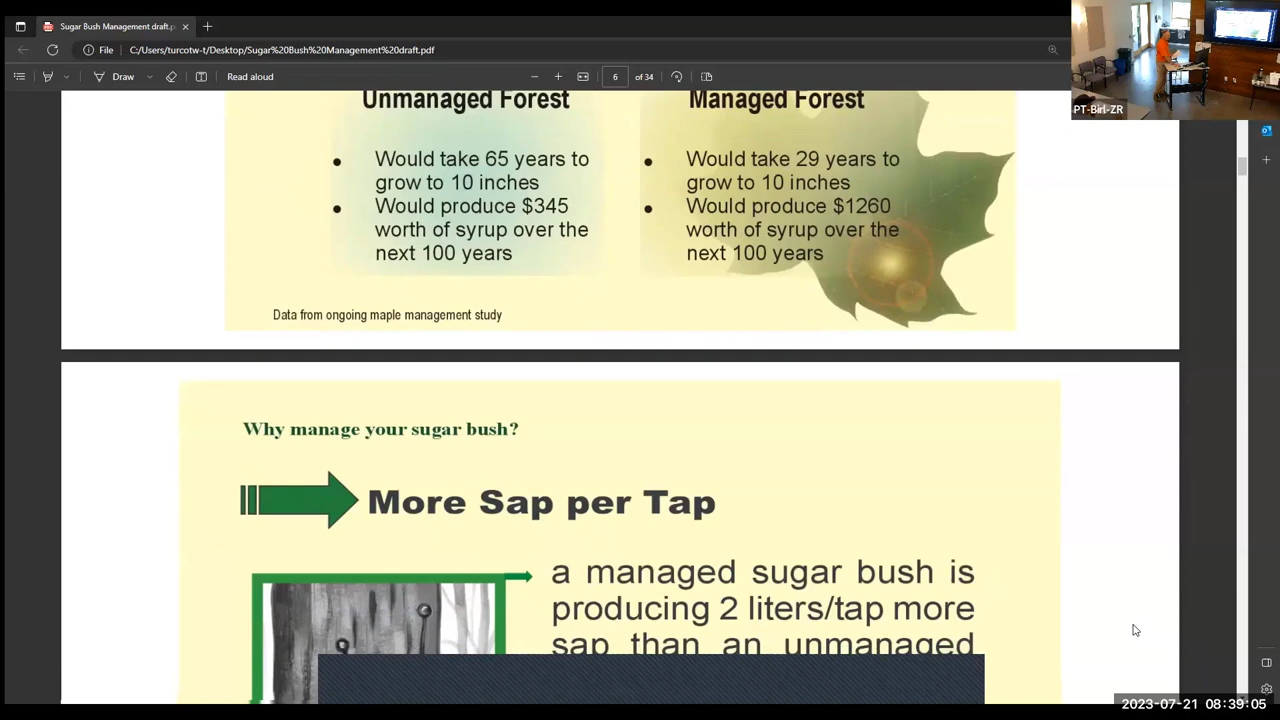 Sugar Bush Management draft.p
File
C:/Users/turcotw-t/Desktop/Sugar%20Bush%20Management%20draft.pdf
Draw
Read aloud
6
of 34
PT-Birl-ZR
Unmanaged Forest
Would take 65 years to
grow to 10 inches
Would produce $345
worth of syrup over the
next 100 years
Managed Forest
Would take 29 years to
grow to 10 inches
Would produce $1260
worth of syrup over the
next 100 years
Data from ongoing maple management study
Why manage your sugar bush?
More Sap per Tap
a managed sugar bush is
producing 2 liters/tap more
sap than an unmanaged
2023-07-21 08:39:05